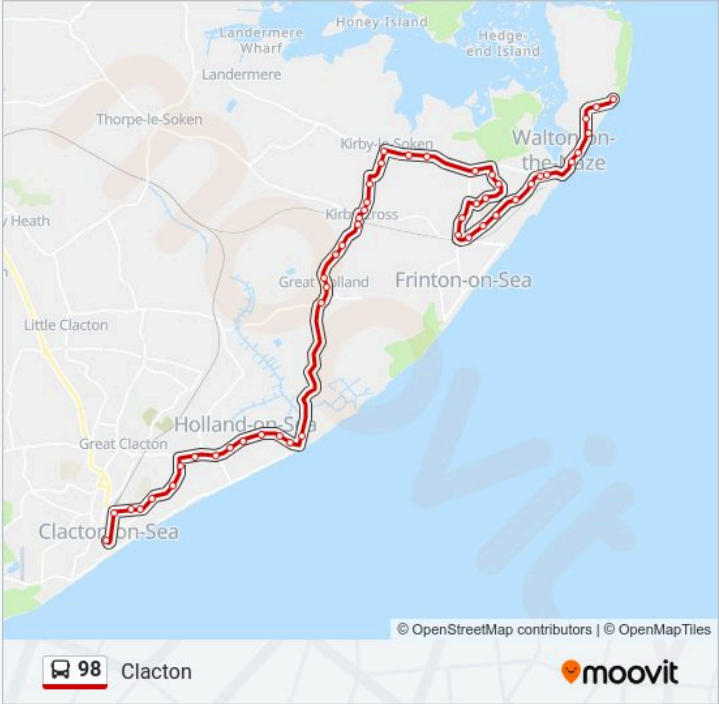 Honey Island
Landermere
Wharf
Hedge-
end Island
Landermere
Thorpe-le-Soken
Kirby-le-Soken
Walton-on-
the-Naze
y Heath
Kirby Cross
Great Holland
Frinton-on-Sea
Little Clacton
Holland-on-Sea
Great Clacton
Clacton-on-Sea
moovit
© OpenStreetMap contributors | © OpenMapTiles
98 Clacton
moovit